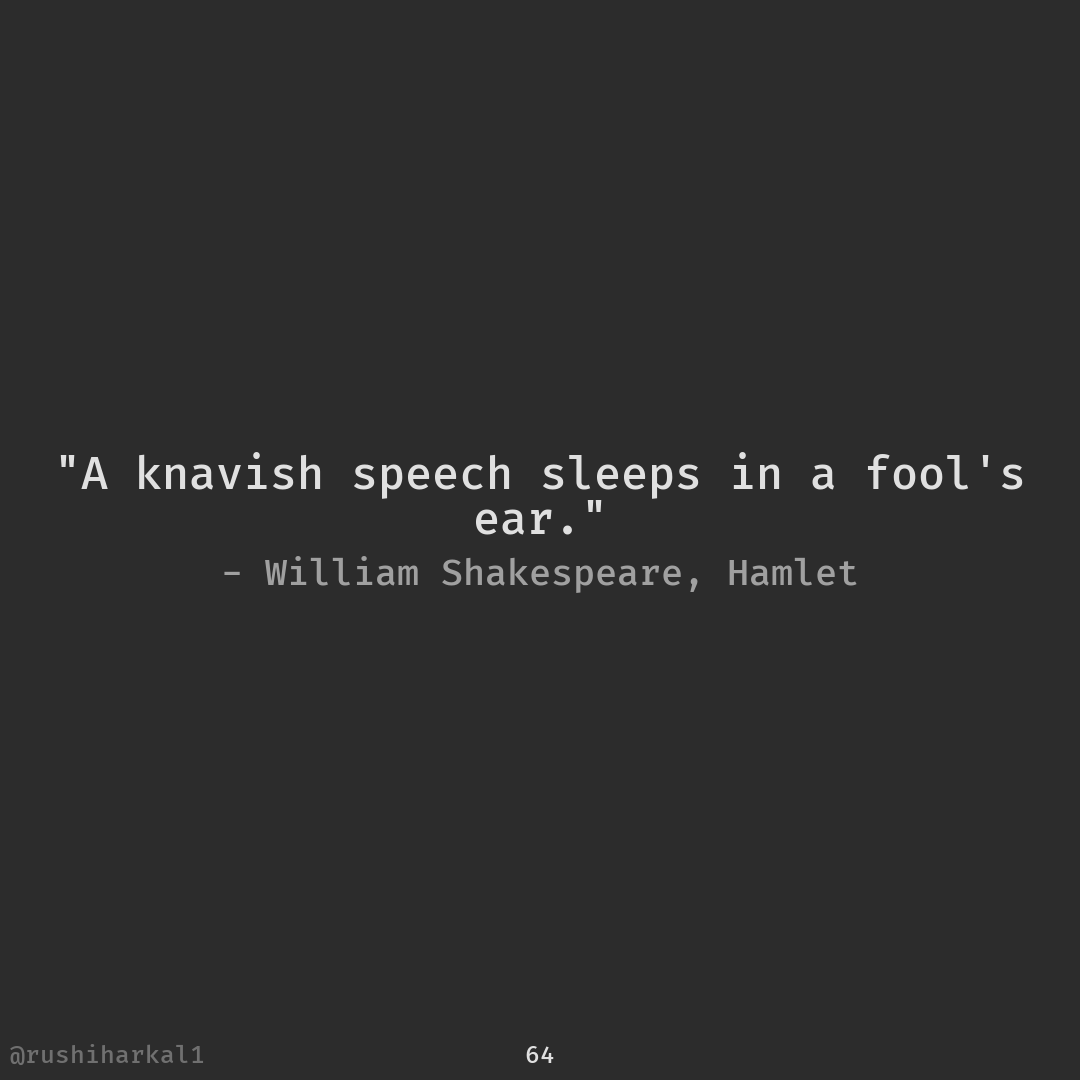 "A knavish speech sleeps in a fool's
ear."
- William Shakespeare, Hamlet
@rushiharkal1
64